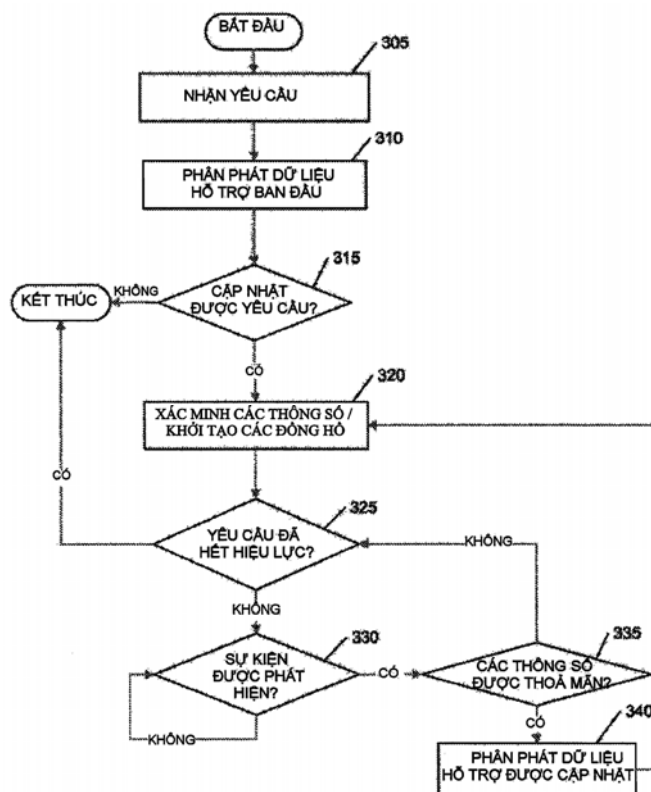 BẮT ĐẦU
305
NHẬN YÊU CẦU
310
PHÂN PHÁT DỮ LIỆU
HỖ TRỢ BAN ĐẦU
315
CẬP NHẬT
ĐƯỢC YÊU CẦU?
KHÔNG
KẾT THÚC
CÓ
320
XÁC MINH CÁC THÔNG SỐ /
KHỞI TẠO CÁC ĐỒNG HỒ
CÓ
325
YÊU CẦU ĐÃ
HẾT HIỆU LỰC?
KHÔNG
KHÔNG
330
SỰ KIỆN
ĐƯỢC PHÁT
HIỆN?
CÓ
KHÔNG
335
CÁC THÔNG SỐ
ĐƯỢC THOẢ MÃN?
CÓ
340
PHÂN PHÁT DỮ LIỆU
HỖ TRỢ ĐƯỢC CẬP NHẬT